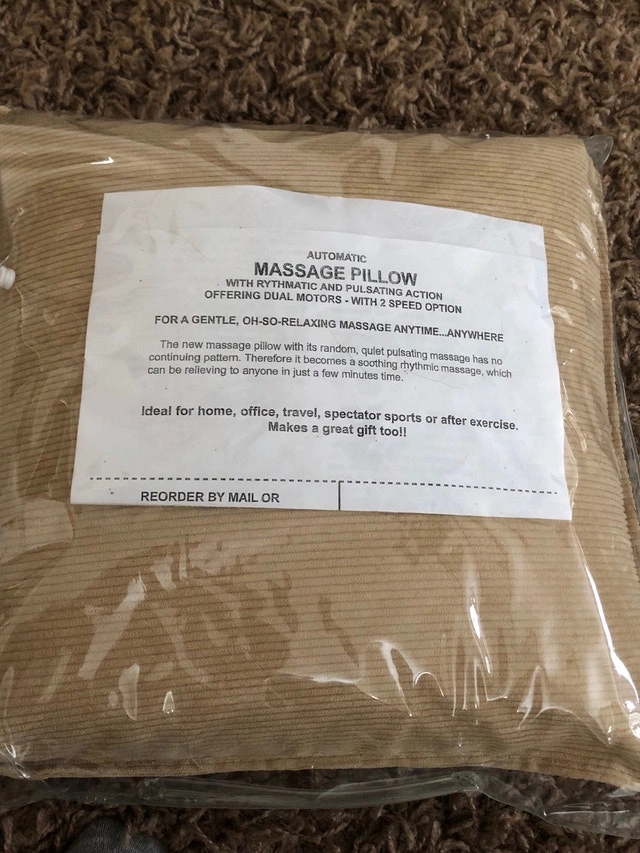 AUTOMATIC
MASSAGE PILLOW
WITH RYTHMATIC AND PULSATING ACTION
OFFERING DUAL MOTORS - WITH 2 SPEED OPTION
FOR A GENTLE, OH-SO-RELAXING MASSAGE ANYTIME...ANYWHERE
The new massage pillow with its random, quiet pulsating massage has no
continuing pattern. Therefore it becomes a soothing rhythmic massage, which
can be relieving to anyone in just a few minutes time.
Ideal for home, office, travel, spectator sports or after exercise.
Makes a great gift too!!
REORDER BY MAIL OR